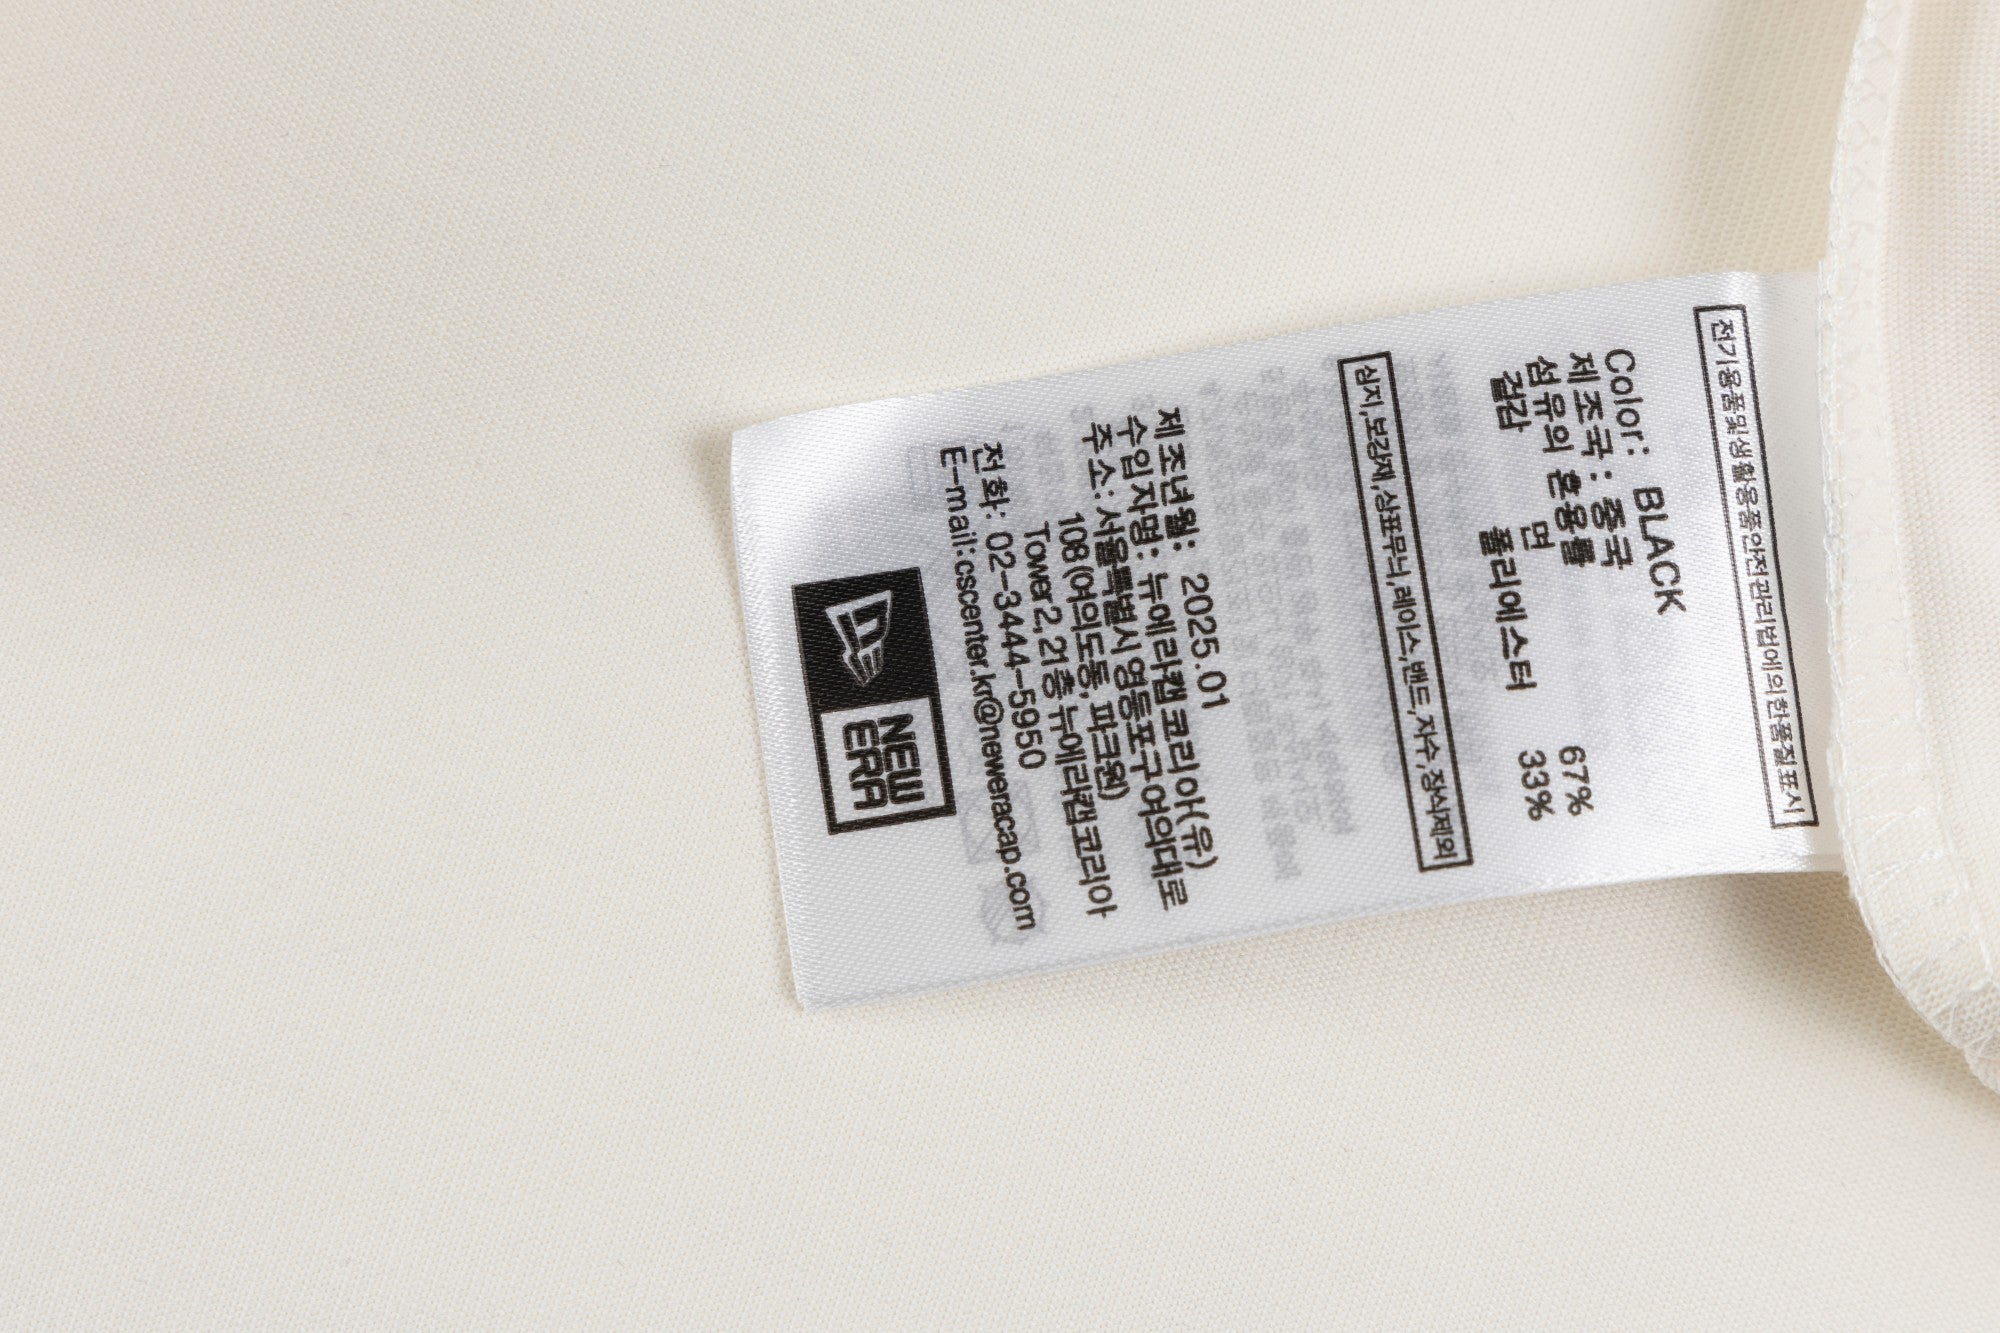 전기용품및생활용품안전관리법에의한품질표시
Color: BLACK
제조국 : 중국
섬유의 혼용률
겉감 면 67%
폴리에스터 33%
심지,보강재,상표무늬,레이스,밴드,자수,장식제외
제조년월: 2025.01
수입자명: 뉴에라캡 코리아(유)
주소:서울특별시 영등포구 여의대로
108 (여의도동, 파크원)
Tower2,21층 뉴에라캡코리아
전화: 02-3444-5950
E-mail:cscenter.kr@neweracap.com
NEW
ERA